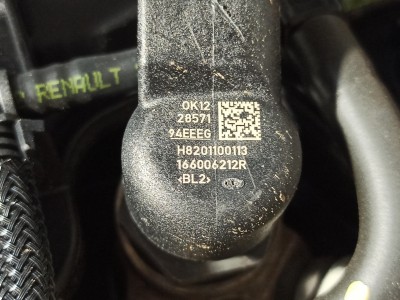 RENAULT
OK12
28571
94EEEG
H8201100113
166006212R
<BL2>